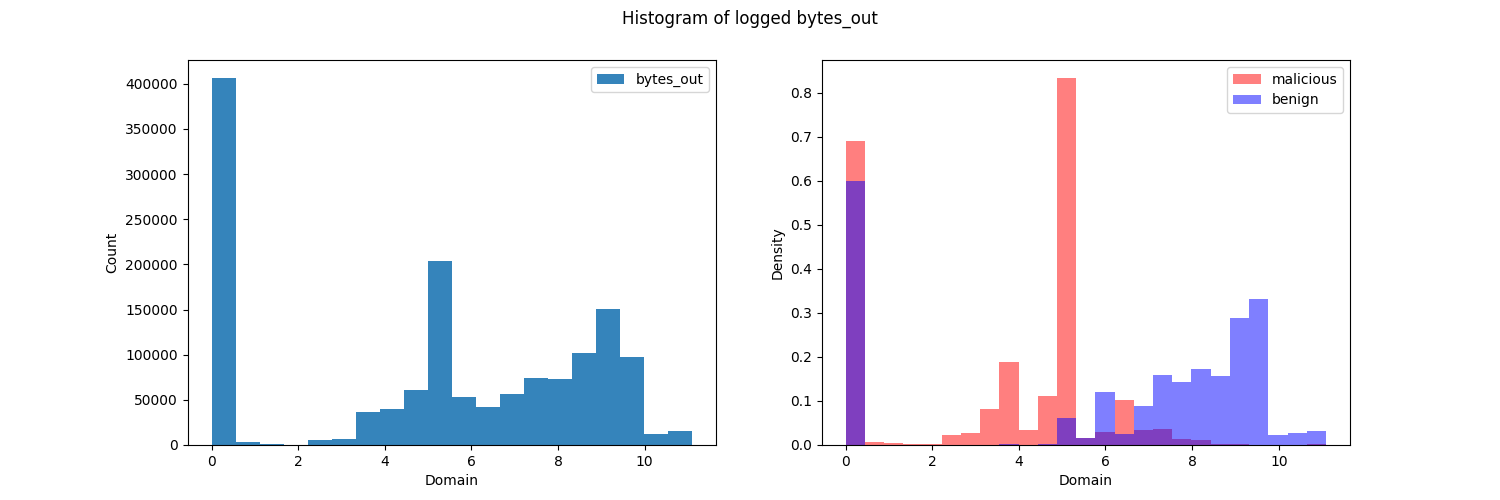 Histogram of logged bytes_out
400000
350000
300000
250000
200000
150000
100000
50000
0
Count
0 2 4 6 8 10
Domain
bytes_out
0.8
0.7
0.6
0.5
0.4
0.3
0.2
0.1
0.0
Density
0 2 4 6 8 10
Domain
malicious
benign